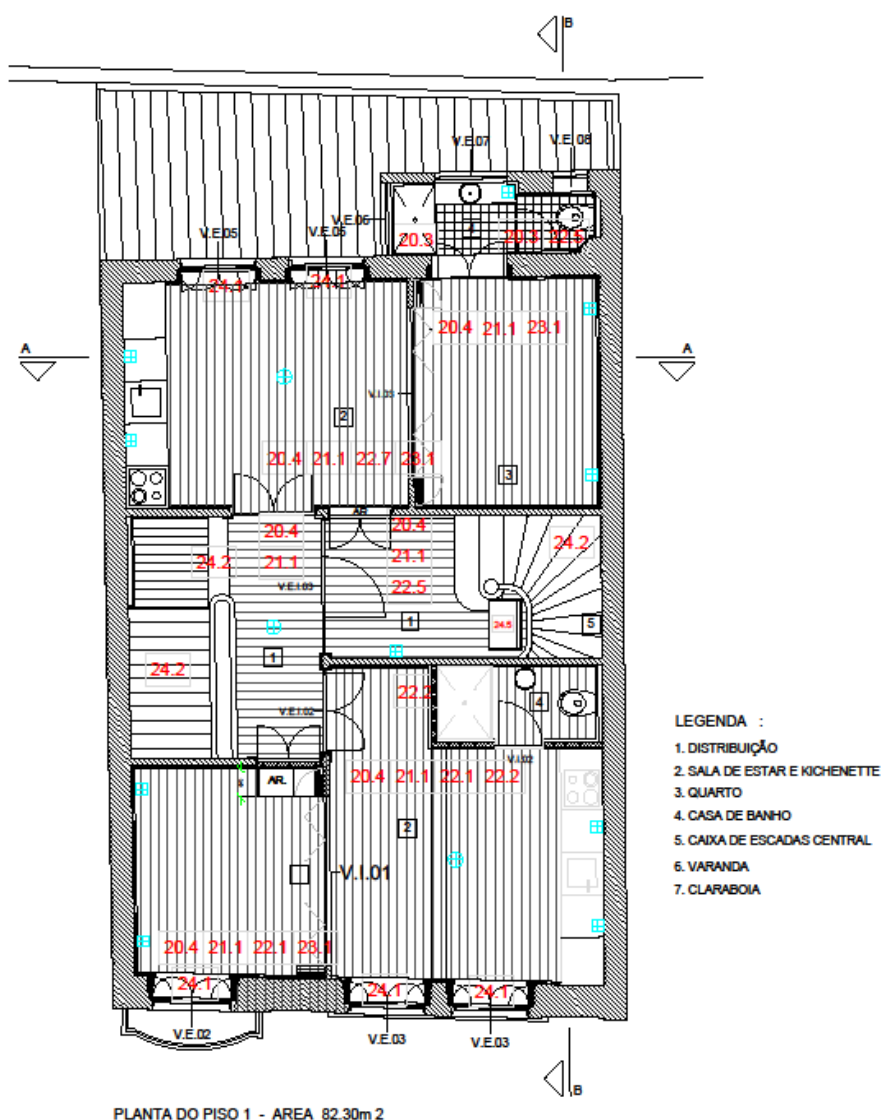 B
V.E.07
V.E.08
V.E.06
4
20.3
20.3
22.5
V.E.05
V.E.05
24.1
24.1
20.4
21.1
23.1
A
A
V.I.03
2
20.4
21.1
22.7
23.1
3
AR.
20.4
20.4
24.2
24.2
21.1
21.1
V.E.I.03
22.5
1
24.5
5
1
24.2
22.2
4
V.E.I.02
V.I.02
AR.
20.4
21.1
22.1
22.2
2
V.I.01
20.4
21.1
22.1
23.1
24.1
24.1
24.1
V.E.02
V.E.03
V.E.03
B
LEGENDA :
1. DISTRIBUIÇÃO
2. SALA DE ESTAR E KICHENETTE
3. QUARTO
4. CASA DE BANHO
5. CAIXA DE ESCADAS CENTRAL
6. VARANDA
7. CLARABOIA
PLANTA DO PISO 1 - AREA 82.30m 2